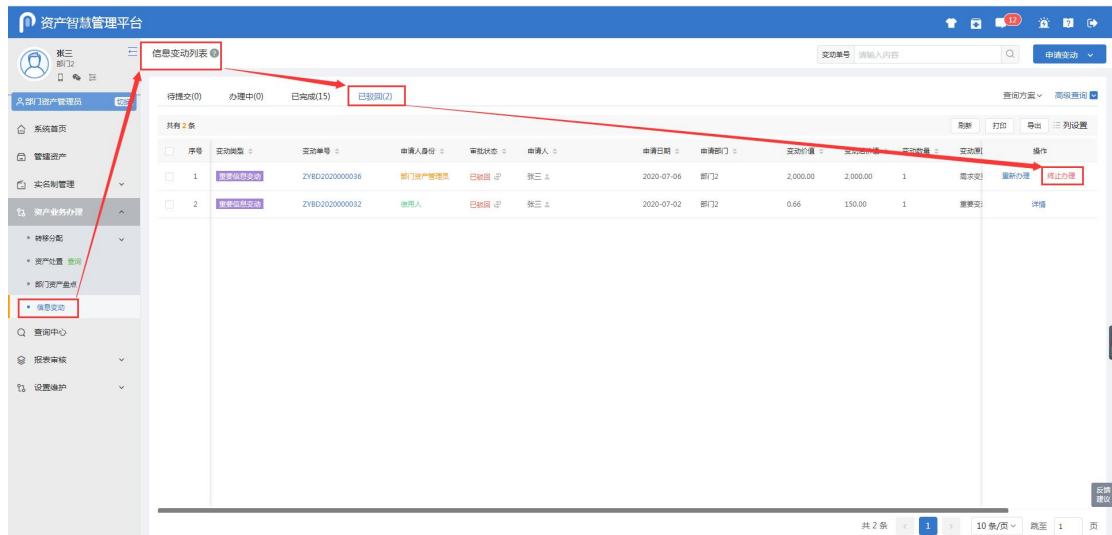 资产智慧管理平台
12
张三
部门2
部门资产管理员
系统首页
管辖资产
实名制管理
资产业务办理
转移分配
资产处置 查询
部门资产盘点
信息变动
查询中心
报表审核
设置维护
信息变动列表
变动单号 请输入内容
申请变动
待提交(0) 办理中(0) 已完成(15) 已驳回(2)
查询方案 高级查询
共有 2 条
刷新 打印 导出 列设置
序号 变动类型 变动单号 申请人身份 审批状态 申请人 申请日期 申请部门 变动价值 变动数量 变动原 操作
1 重要信息变动 ZYBD2020000036 部门资产管理员 已驳回 张三 2020-07-06 部门2 2,000.00 2,000.00 1 需求变 重新办理 终止办理
2 重要信息变动 ZYBD2020000032 使用人 已驳回 张三 2020-07-02 部门2 0.66 150.00 1 重要变 详情
反馈
建议
共 2 条 1 10 条/页 跳至 1 页